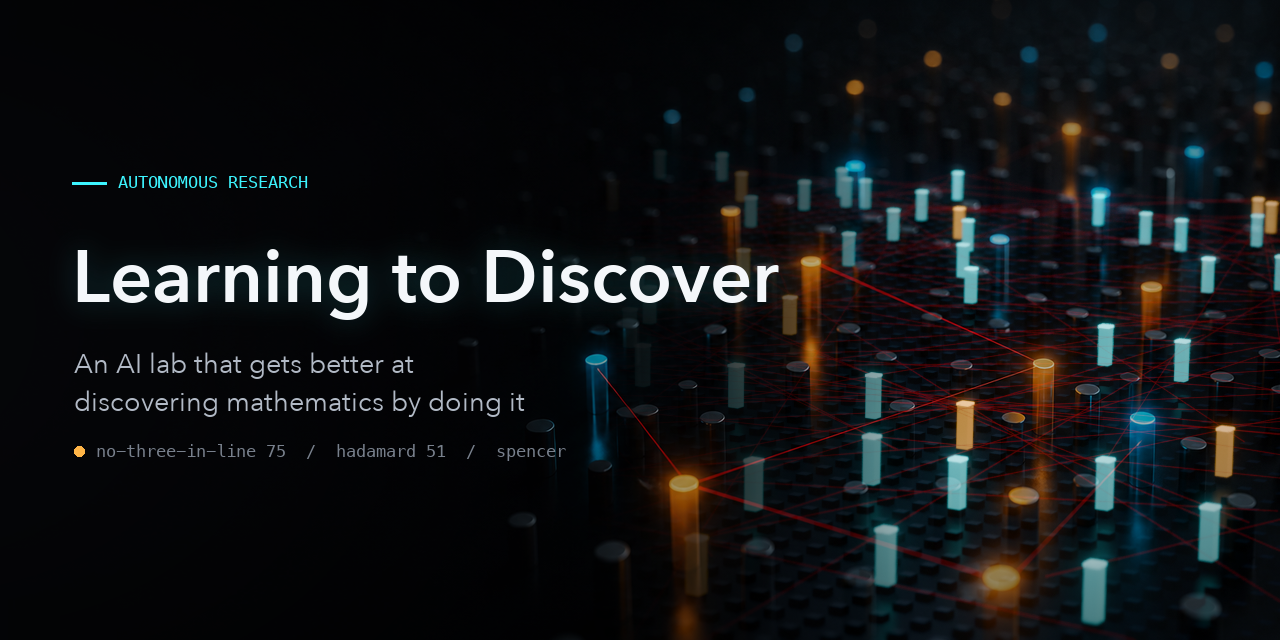 AUTONOMOUS RESEARCH
Learning to Discover
An AI lab that gets better at
discovering mathematics by doing it
no-three-in-line 75 / hadamard 51 / spencer